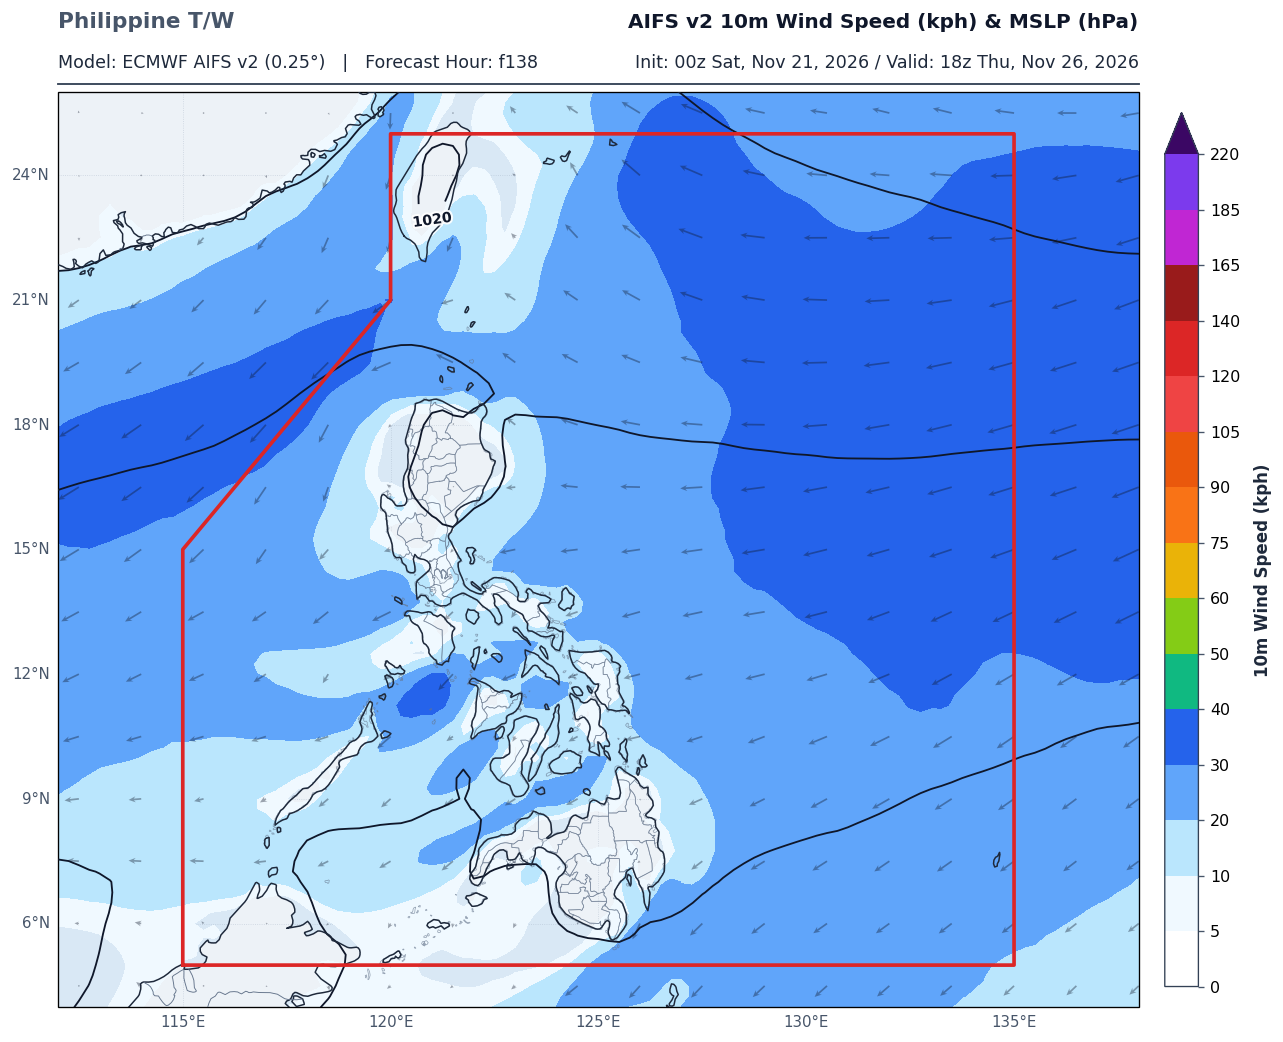 Philippine T/W
AIFS v2 10m Wind Speed (kph) & MSLP (hPa)
Model: ECMWF AIFS v2 (0.25°) | Forecast Hour: f138
Init: 00z Sat, Nov 21, 2026 / Valid: 18z Thu, Nov 26, 2026
24°N
21°N
18°N
15°N
12°N
9°N
6°N
1020
115°E
120°E
125°E
130°E
135°E
220
185
165
140
120
105
90
75
60
50
40
30
20
10
5
0
10m Wind Speed (kph)